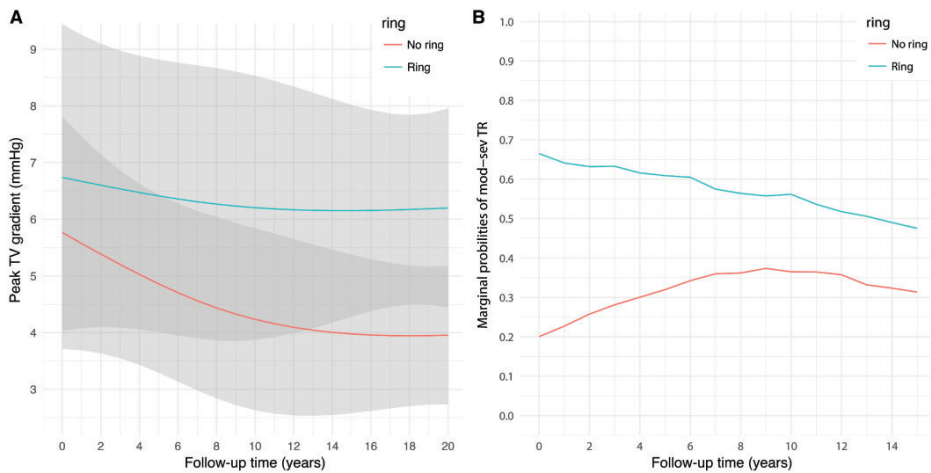 A
ring
No ring
Ring
Peak TV gradient (mmHg)
9
8
7
6
5
4
3
0 2 4 6 8 10 12 14 16 18 20
Follow-up time (years)
B
ring
No ring
Ring
Marginal probilities of mod-sev TR
1.0
0.9
0.8
0.7
0.6
0.5
0.4
0.3
0.2
0.1
0.0
0 2 4 6 8 10 12 14
Follow-up time (years)